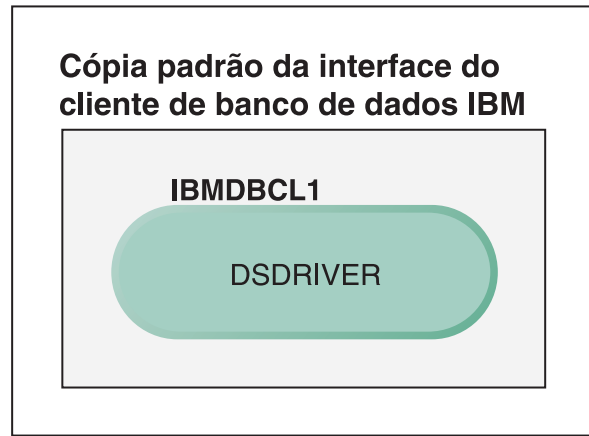 Cópia padrão da interface do
cliente de banco de dados IBM
IBMDBCL1
DSDRIVER